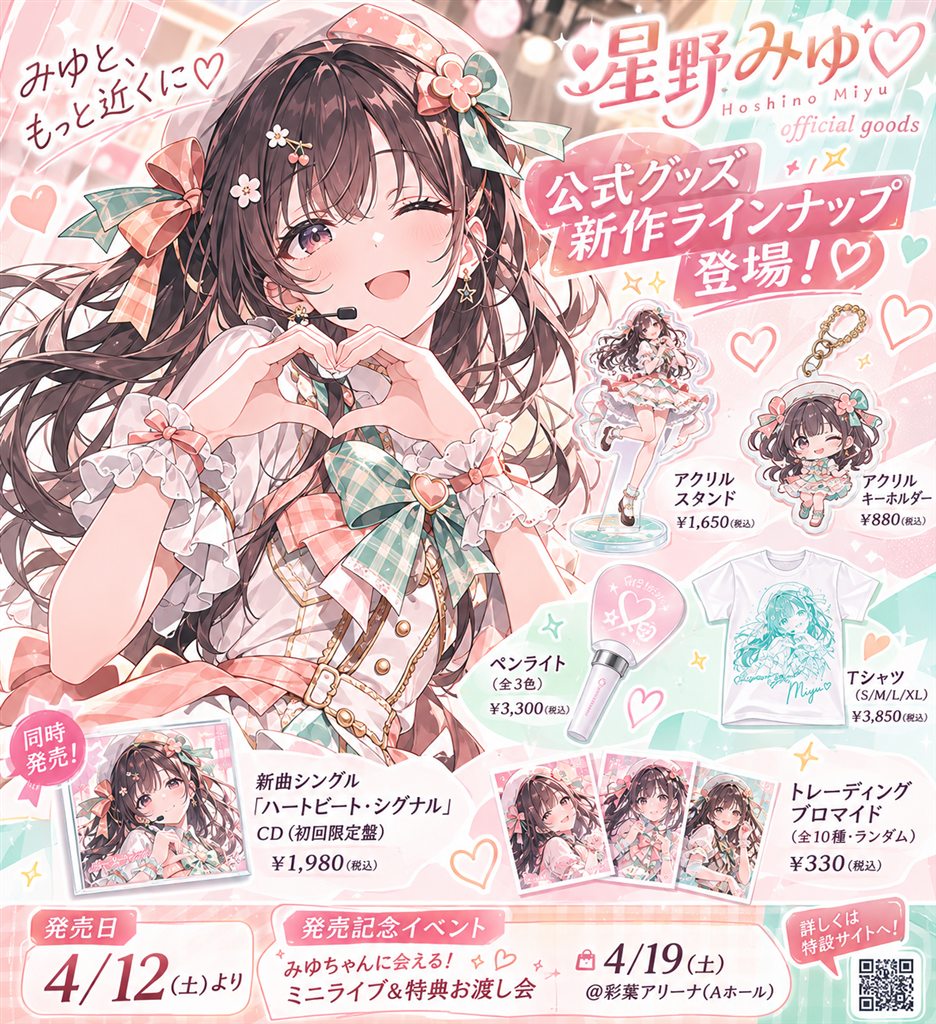 みゆと、
もっと近くに♡
星野みゆ♡
Hoshino Miyu
official goods
公式グッズ
新作ラインナップ
登場!♡
アクリル
スタンド
¥1,650(税込)
アクリル
キーホルダー
¥880(税込)
ペンライト
(全3色)
¥3,300(税込)
Miyu♡
Tシャツ
(S/M/L/XL)
¥3,850(税込)
同時
発売!
新曲シングル
「ハートビート・シグナル」
CD(初回限定盤)
¥1,980(税込)
トレーディング
ブロマイド
(全10種・ランダム)
¥330(税込)
発売日
4/12(土)より
発売記念イベント
みゆちゃんに会える!
ミニライブ&特典お渡し会
4/19(土)
@彩葉アリーナ(Aホール)
詳しくは
特設サイトへ!